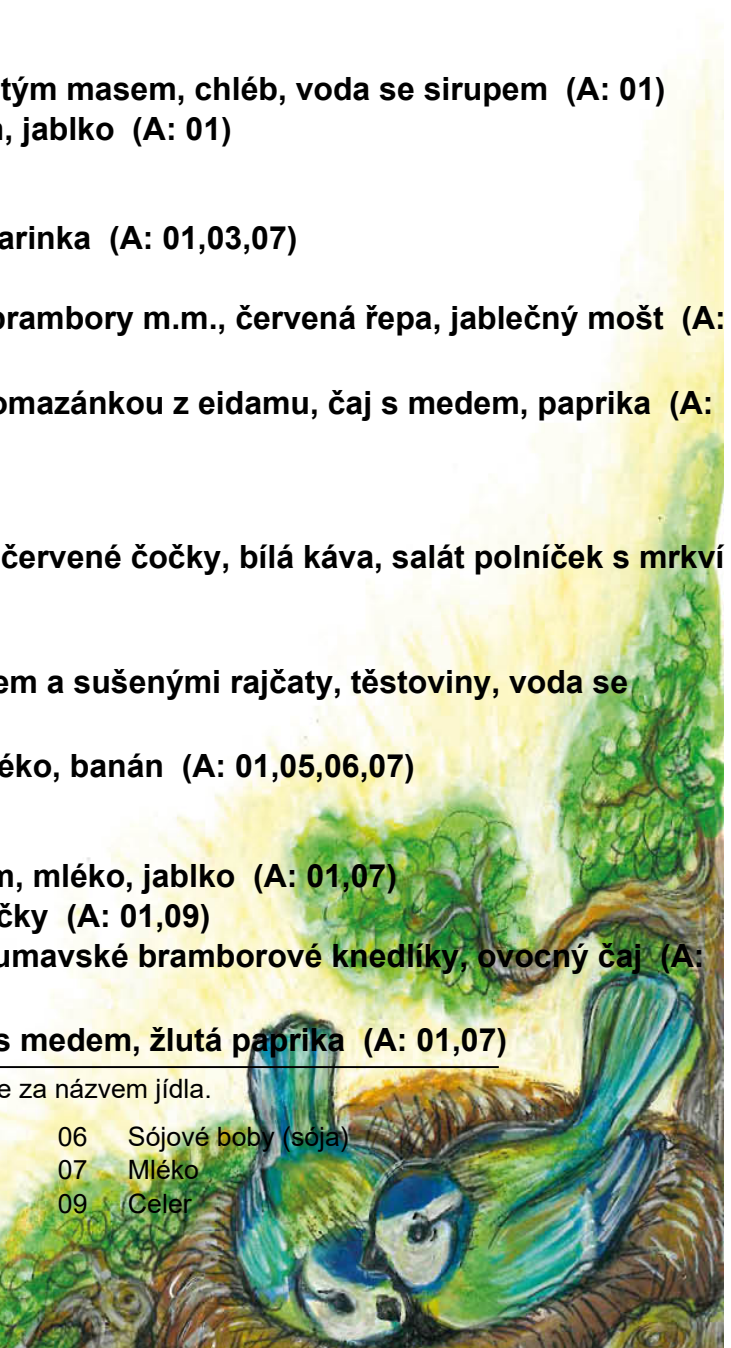 tým masem, chléb, voda se sirupem (A: 01)
, jablko (A: 01)
arinka (A: 01,03,07)
brambory m.m., červená řepa, jablečný mošt (A:
omazánkou z eidamu, čaj s medem, paprika (A:
červené čočky, bílá káva, salát polníček s mrkví
em a sušenými rajčaty, těstoviny, voda se
éko, banán (A: 01,05,06,07)
m, mléko, jablko (A: 01,07)
čky (A: 01,09)
umavské bramborové knedlíky, ovocný čaj (A:
s medem, žlutá paprika (A: 01,07)
e za názvem jídla.
06 Sójové boby (sója)
07 Mléko
09 Celer